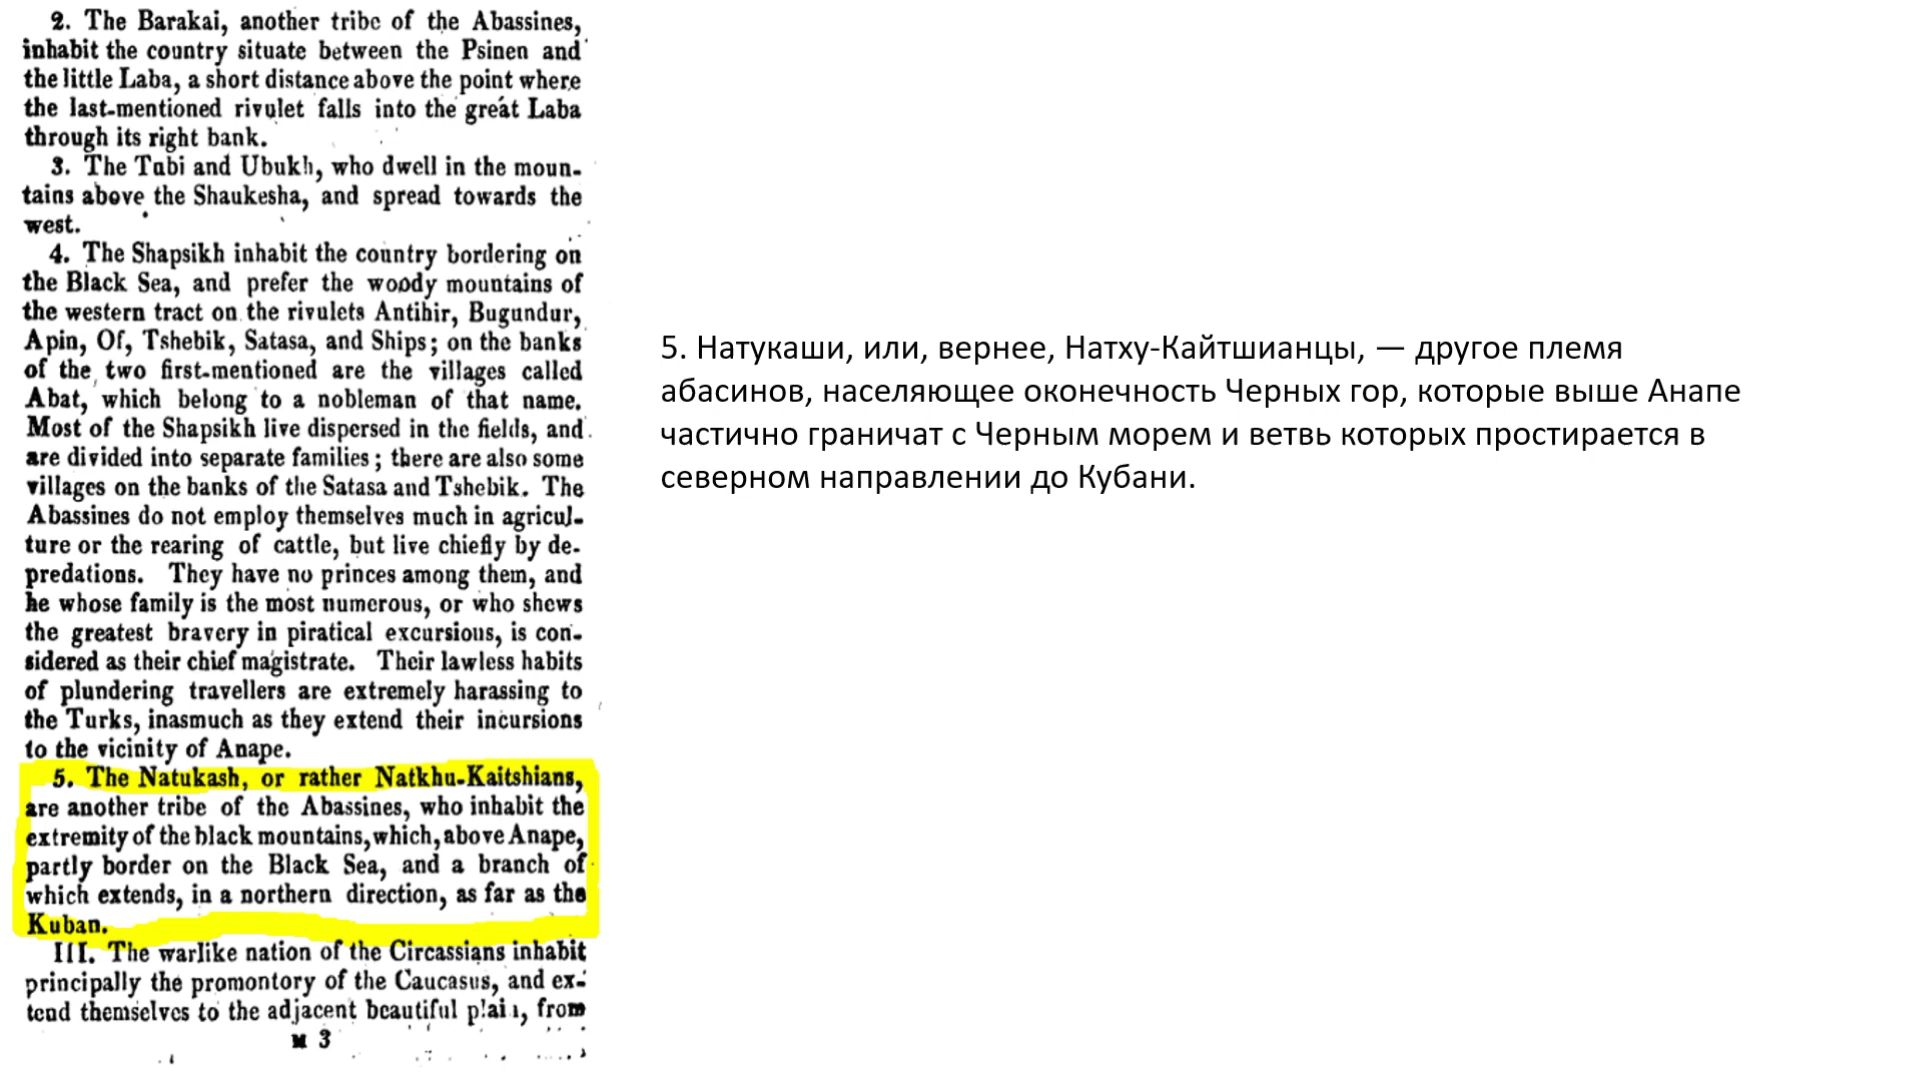 2. The Barakai, another tribe of the Abassines,
inhabit the country situate between the Psinen and
the little Laba, a short distance above the point where
the last-mentioned rivulet falls into the great Laba
through its right bank.
3. The Tubi and Ubukh, who dwell in the moun-
tains above the Shaukesha, and spread towards the
west.
4. The Shapsikh inhabit the country bordering on
the Black Sea, and prefer the woody mountains of
the western tract on the rivulets Antihir, Bugundur,
Apin, Of, Tshebik, Satasa, and Ships; on the banks
of the two first-mentioned are the villages called
Abat, which belong to a nobleman of that name.
Most of the Shapsikh live dispersed in the fields, and
are divided into separate families; there are also some
villages on the banks of the Satasa and Tshebik. The
Abassines do not employ themselves much in agricul-
ture or the rearing of cattle, but live chiefly by de-
predations. They have no princes among them, and
he whose family is the most numerous, or who shews
the greatest bravery in piratical excursions, is con-
sidered as their chief magistrate. Their lawless habits
of plundering travellers are extremely harassing to
the Turks, inasmuch as they extend their incursions
to the vicinity of Anape.
5. The Natukash, or rather Natkhu-Kaitshians,
are another tribe of the Abassines, who inhabit the
extremity of the black mountains, which, above Anape,
partly border on the Black Sea, and a branch of
which extends, in a northern direction, as far as the
Kuban.
III. The warlike nation of the Circassians inhabit
principally the promontory of the Caucasus, and ex-
tend themselves to the adjacent beautiful plain, from
M 3
5. Натукаши, или, вернее, Натху-Кайтшианцы, — другое племя
абасинов, населяющее оконечность Черных гор, которые выше Анапе
частично граничат с Черным морем и ветвь которых простирается в
северном направлении до Кубани.